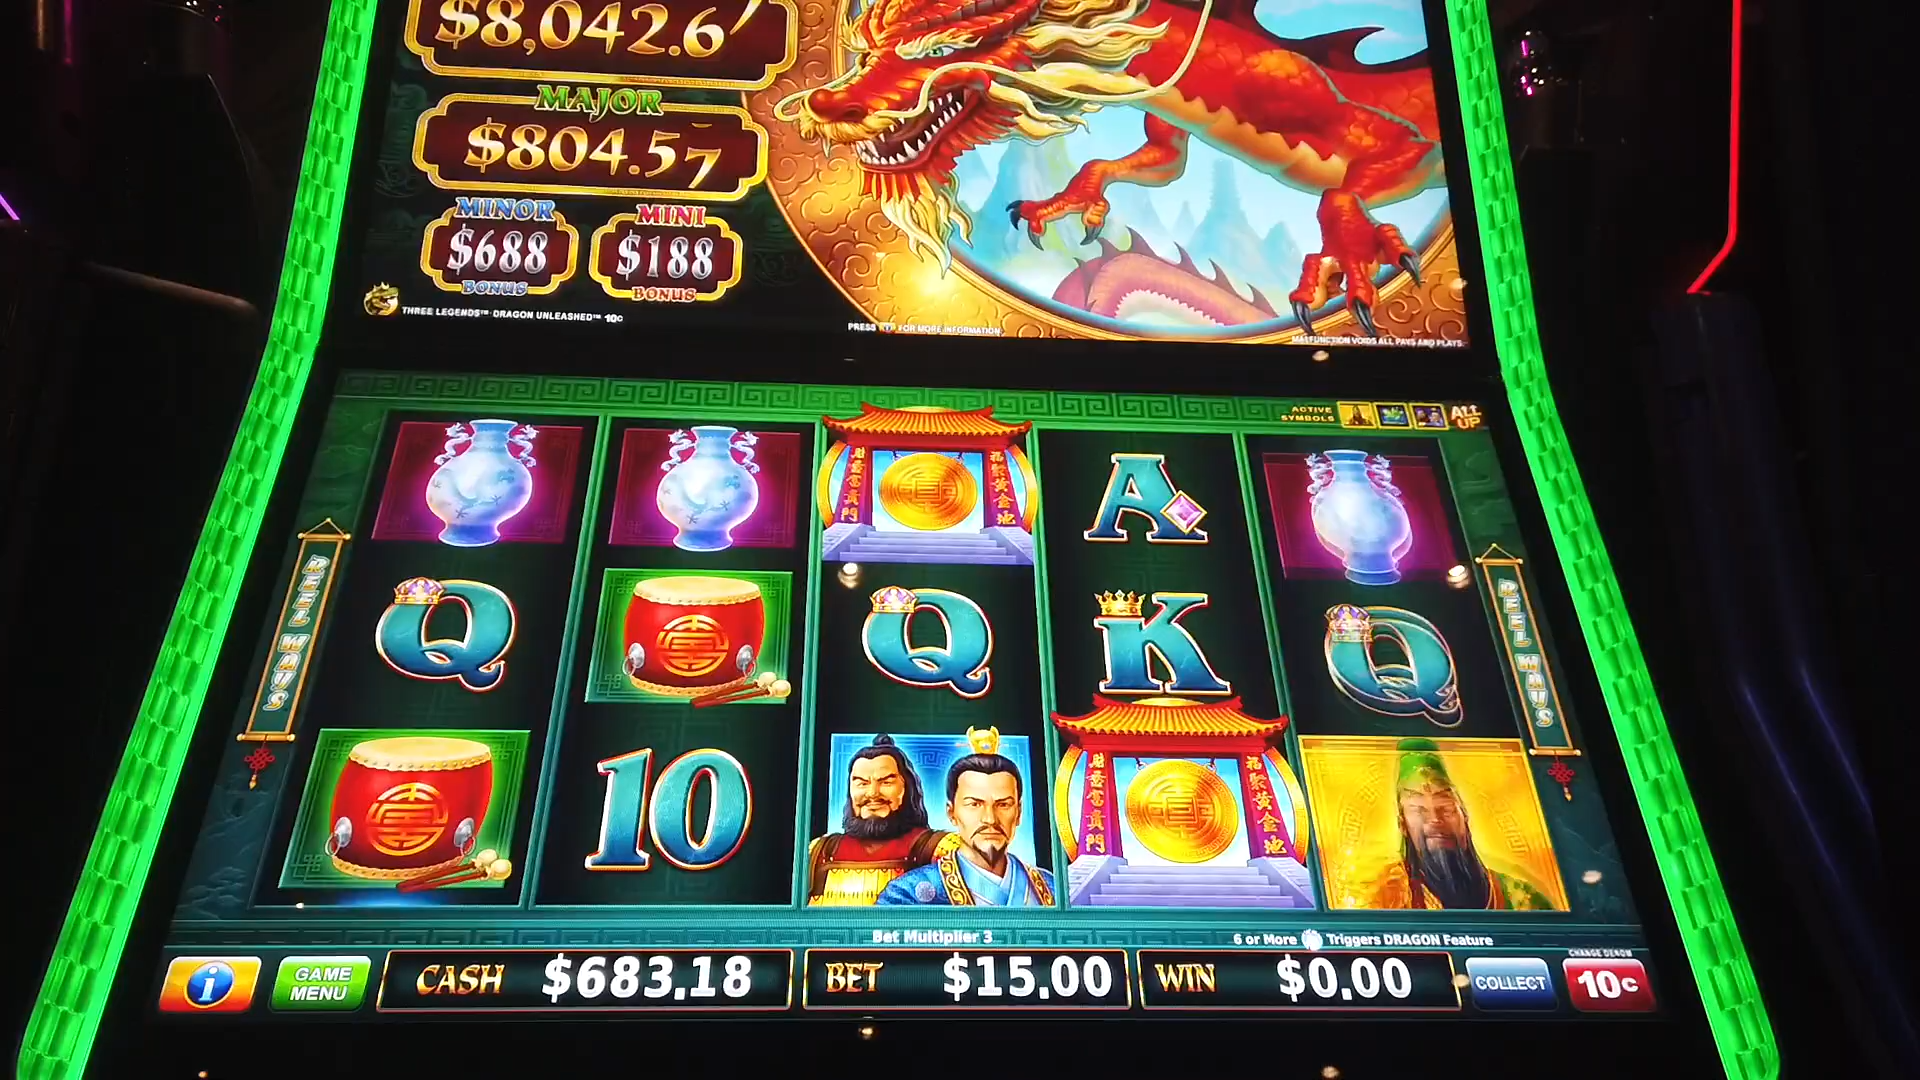 $8,042.67
MAJOR
$804.57
MINOR
$688
BONUS
MINI
$188
BONUS
THREE LEGENDS™ DRAGON UNLEASHED™ 10¢
PRESS FOR MORE INFORMATION
MALFUNCTION VOIDS ALL PAYS AND PLAYS.
ACTIVE
SYMBOLS
ALL
UP
REEL WAYS
REEL WAYS
A
Q
Q
K
Q
10
Bet Multiplier 3
6 or More Triggers DRAGON Feature
i
GAME
MENU
CASH $683.18
BET $15.00
WIN $0.00
COLLECT
CHANGE DENOM
10¢